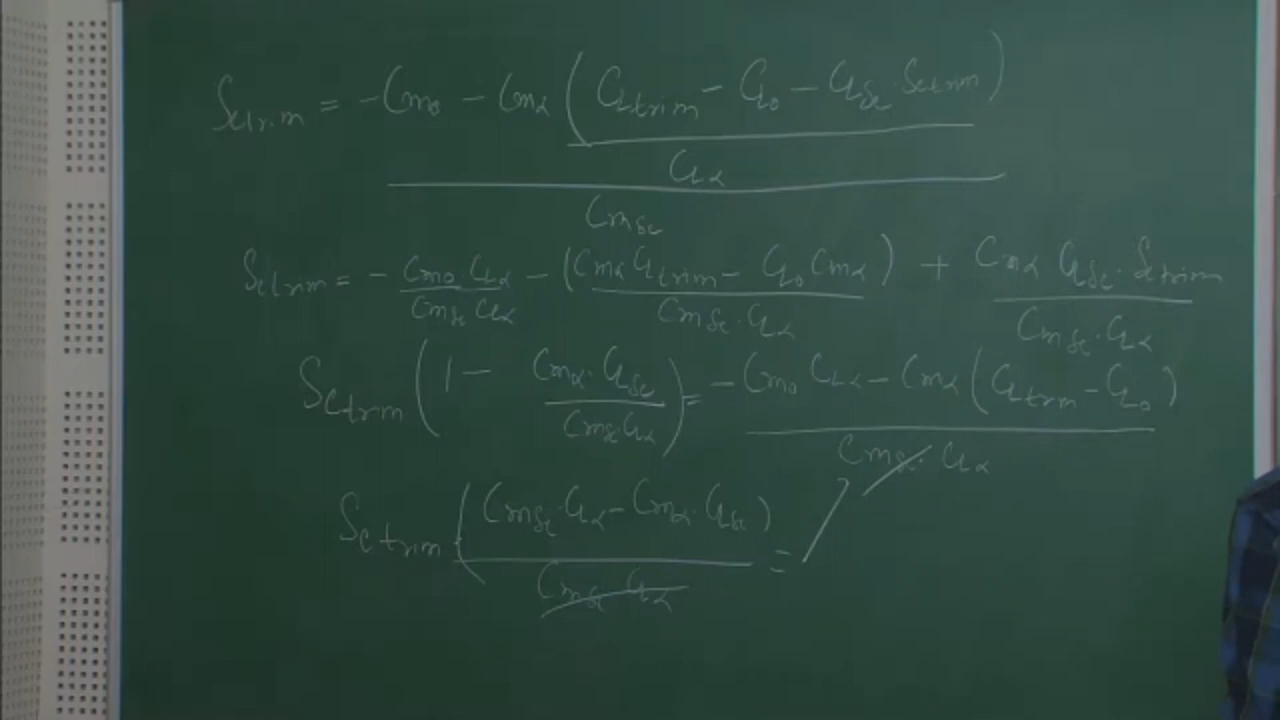 δetrim = -Cm0 - Cmα (CLtrim - CL0 - CLδe · δetrim)
CLα
Cmδe
δetrim = - Cm0 CLα / Cmδe CLα - (Cmα CLtrim - CL0 Cmα) / Cmδe · CLα + Cmα CLδe · δetrim / Cmδe · CLα
δetrim (1 - Cmα · CLδe / Cmδe · CLα) = -Cm0 CLα - Cmα (CLtrim - CL0) / Cmδe · CLα
δetrim { (Cmδe · CLα - Cmα · CLδe) / Cmδe CLα =